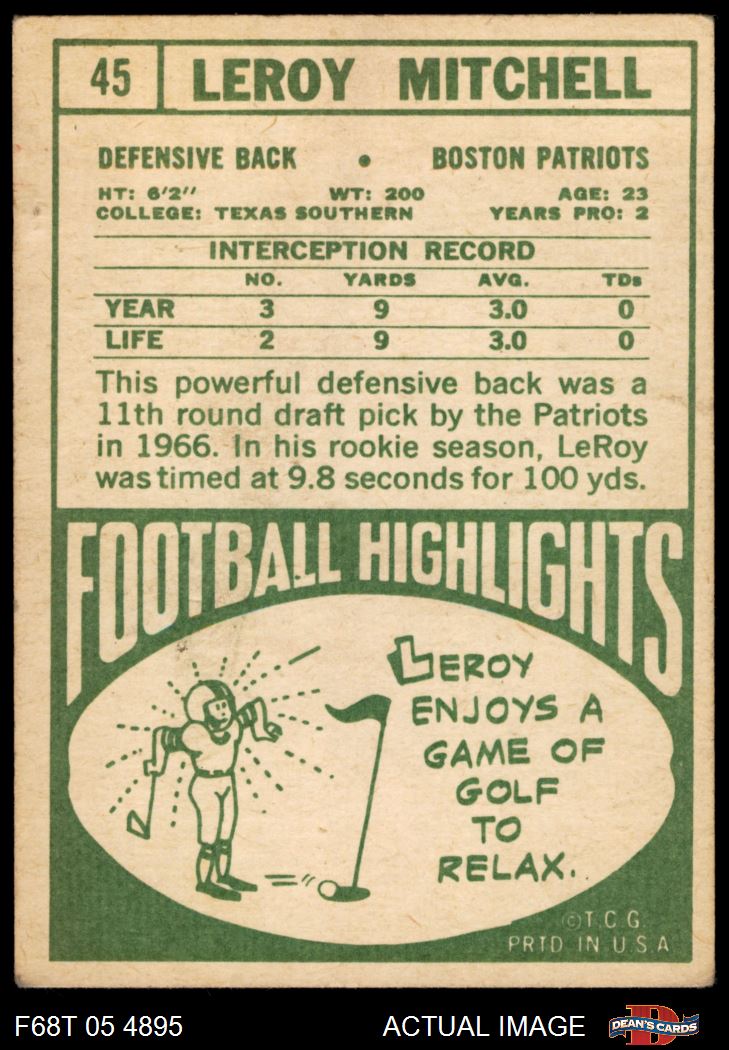 45 LEROY MITCHELL
DEFENSIVE BACK • BOSTON PATRIOTS
HT: 6'2" WT: 200 AGE: 23
COLLEGE: TEXAS SOUTHERN YEARS PRO: 2
INTERCEPTION RECORD
NO. YARDS AVG. TDs
YEAR 3 9 3.0 0
LIFE 2 9 3.0 0
This powerful defensive back was a
11th round draft pick by the Patriots
in 1966. In his rookie season, LeRoy
was timed at 9.8 seconds for 100 yds.
FOOTBALL HIGHLIGHTS
LEROY
ENJOYS A
GAME OF
GOLF
TO
RELAX.
©T.C.G.
PRTD IN U.S.A
F68T 05 4895 ACTUAL IMAGE D DEAN'S CARDS